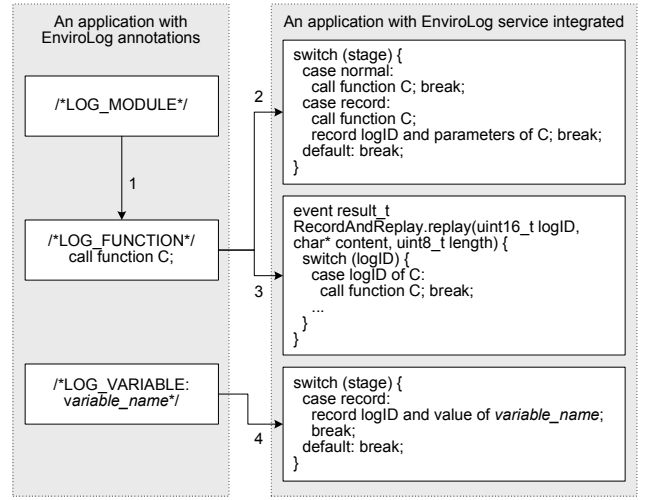 An application with
EnviroLog annotations
/*LOG_MODULE*/
1
/*LOG_FUNCTION*/
call function C;
/*LOG_VARIABLE:
variable_name*/
2
3
4
An application with EnviroLog service integrated
switch (stage) {
case normal:
call function C; break;
case record:
call function C;
record logID and parameters of C; break;
default: break;
}
event result_t
RecordAndReplay.replay(uint16_t logID,
char* content, uint8_t length) {
switch (logID) {
case logID of C:
call function C; break;
...
}
}
switch (stage) {
case record:
record logID and value of variable_name;
break;
default: break;
}